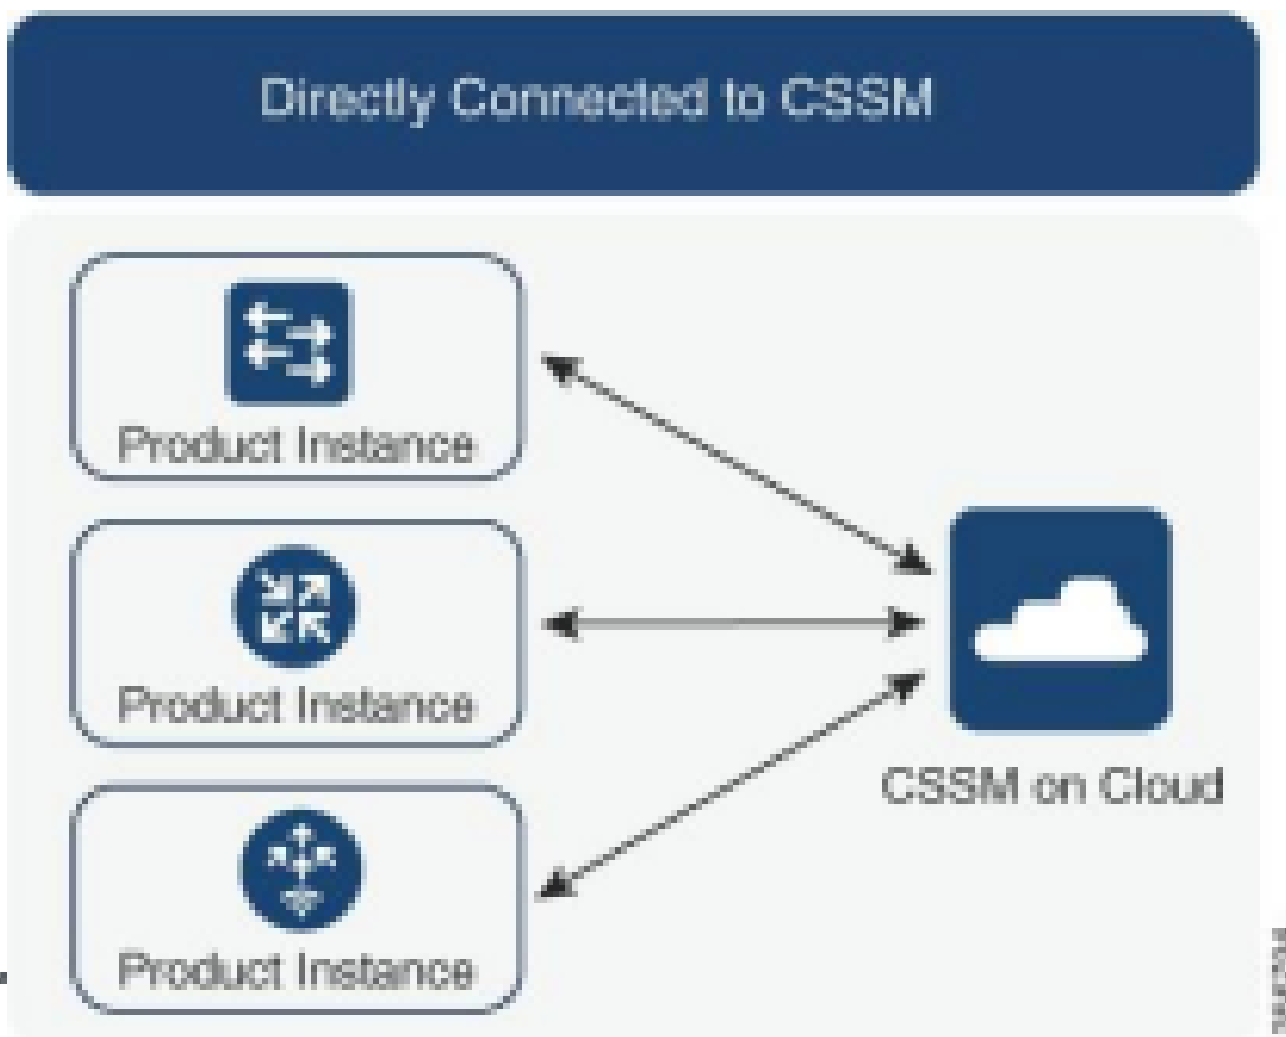 Directly Connected to CSSM
Product Instance
Product Instance
CSSM on Cloud
Product Instance